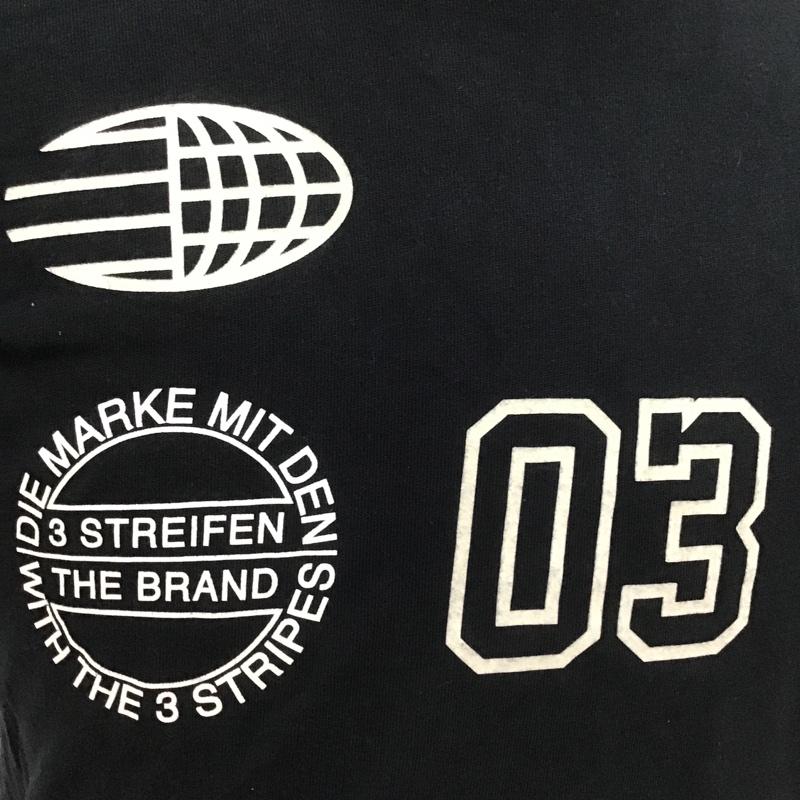 DIE MARKE MIT DEN
3 STREIFEN
THE BRAND
WITH THE 3 STRIPES
03